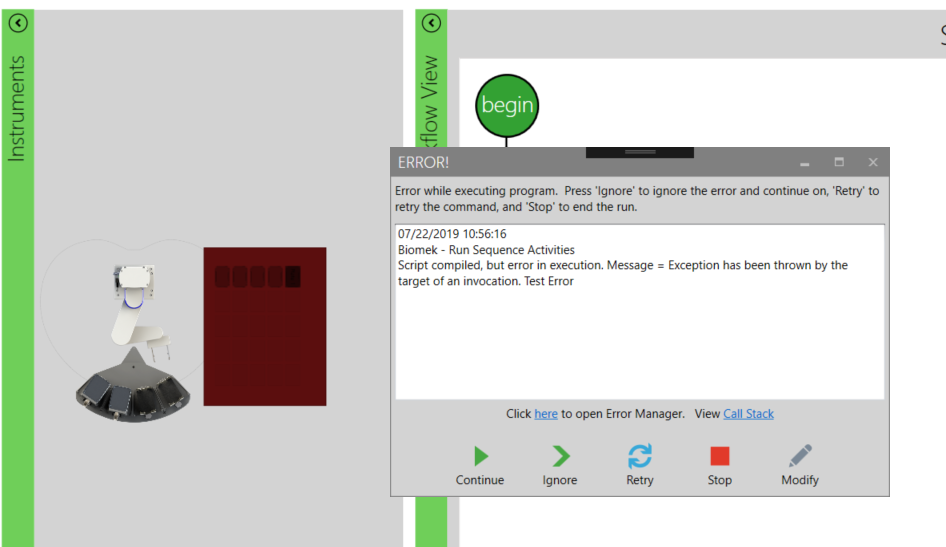 Instruments
flow View
S
begin
ERROR!
Error while executing program. Press 'Ignore' to ignore the error and continue on, 'Retry' to
retry the command, and 'Stop' to end the run.
07/22/2019 10:56:16
Biomek - Run Sequence Activities
Script compiled, but error in execution. Message = Exception has been thrown by the
target of an invocation. Test Error
Click here to open Error Manager. View Call Stack
Continue Ignore Retry Stop Modify